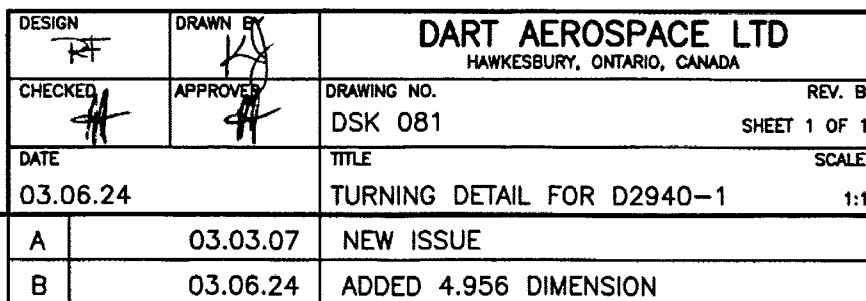 DESIGN
RF
DRAWN BY
DART AEROSPACE LTD
HAWKESBURY, ONTARIO, CANADA
CHECKED
APPROVED
DRAWING NO.
REV. B
DSK 081
SHEET 1 OF 1
DATE
TITLE
SCALE
03.06.24
TURNING DETAIL FOR D2940-1
1:1
A 03.03.07 NEW ISSUE
B 03.06.24 ADDED 4.956 DIMENSION